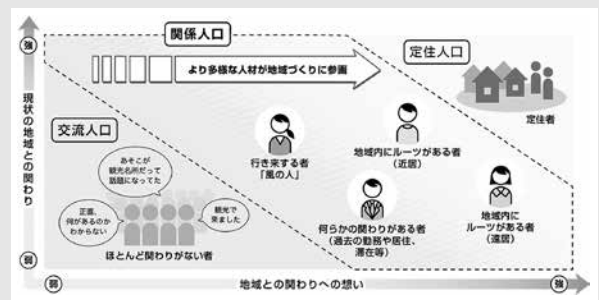 関係人口
定住人口
強
より多様な人材が地域づくりに参画
定住者
現状の地域との関わり
交流人口
あそこが
観光名所だって
話題になってた
正直、
何があるのか
わからない
観光で
来ました
ほとんど関わりがない者
行き来する者
「風の人」
地域内にルーツがある者
(近居)
何らかの関わりがある者
(過去の勤務や居住、
滞在等)
地域内に
ルーツがある者
(遠居)
弱
弱
地域との関わりへの想い
強